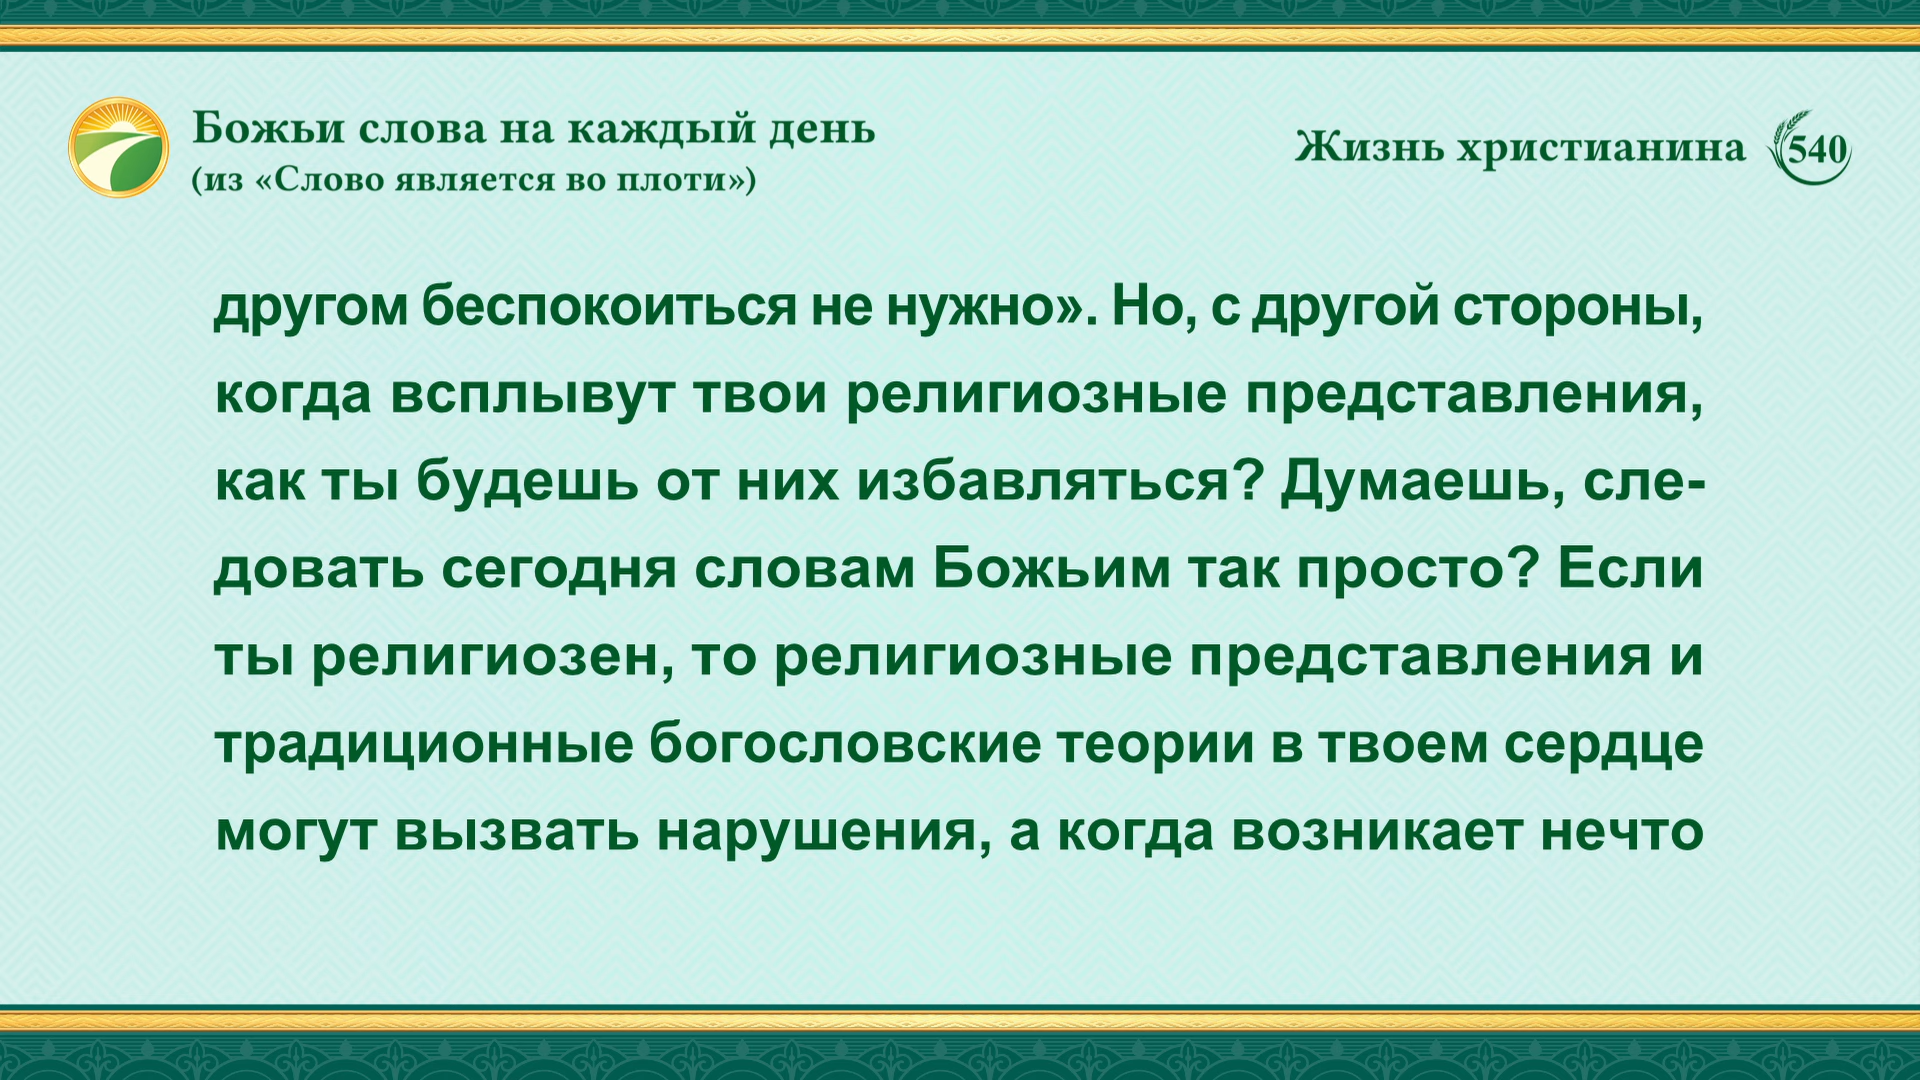 Божьи слова на каждый день
(из «Слово является во плоти»)
Жизнь христианина 540
другом беспокоиться не нужно». Но, с другой стороны,
когда всплывут твои религиозные представления,
как ты будешь от них избавляться? Думаешь, сле-
довать сегодня словам Божьим так просто? Если
ты религиозен, то религиозные представления и
традиционные богословские теории в твоем сердце
могут вызвать нарушения, а когда возникает нечто